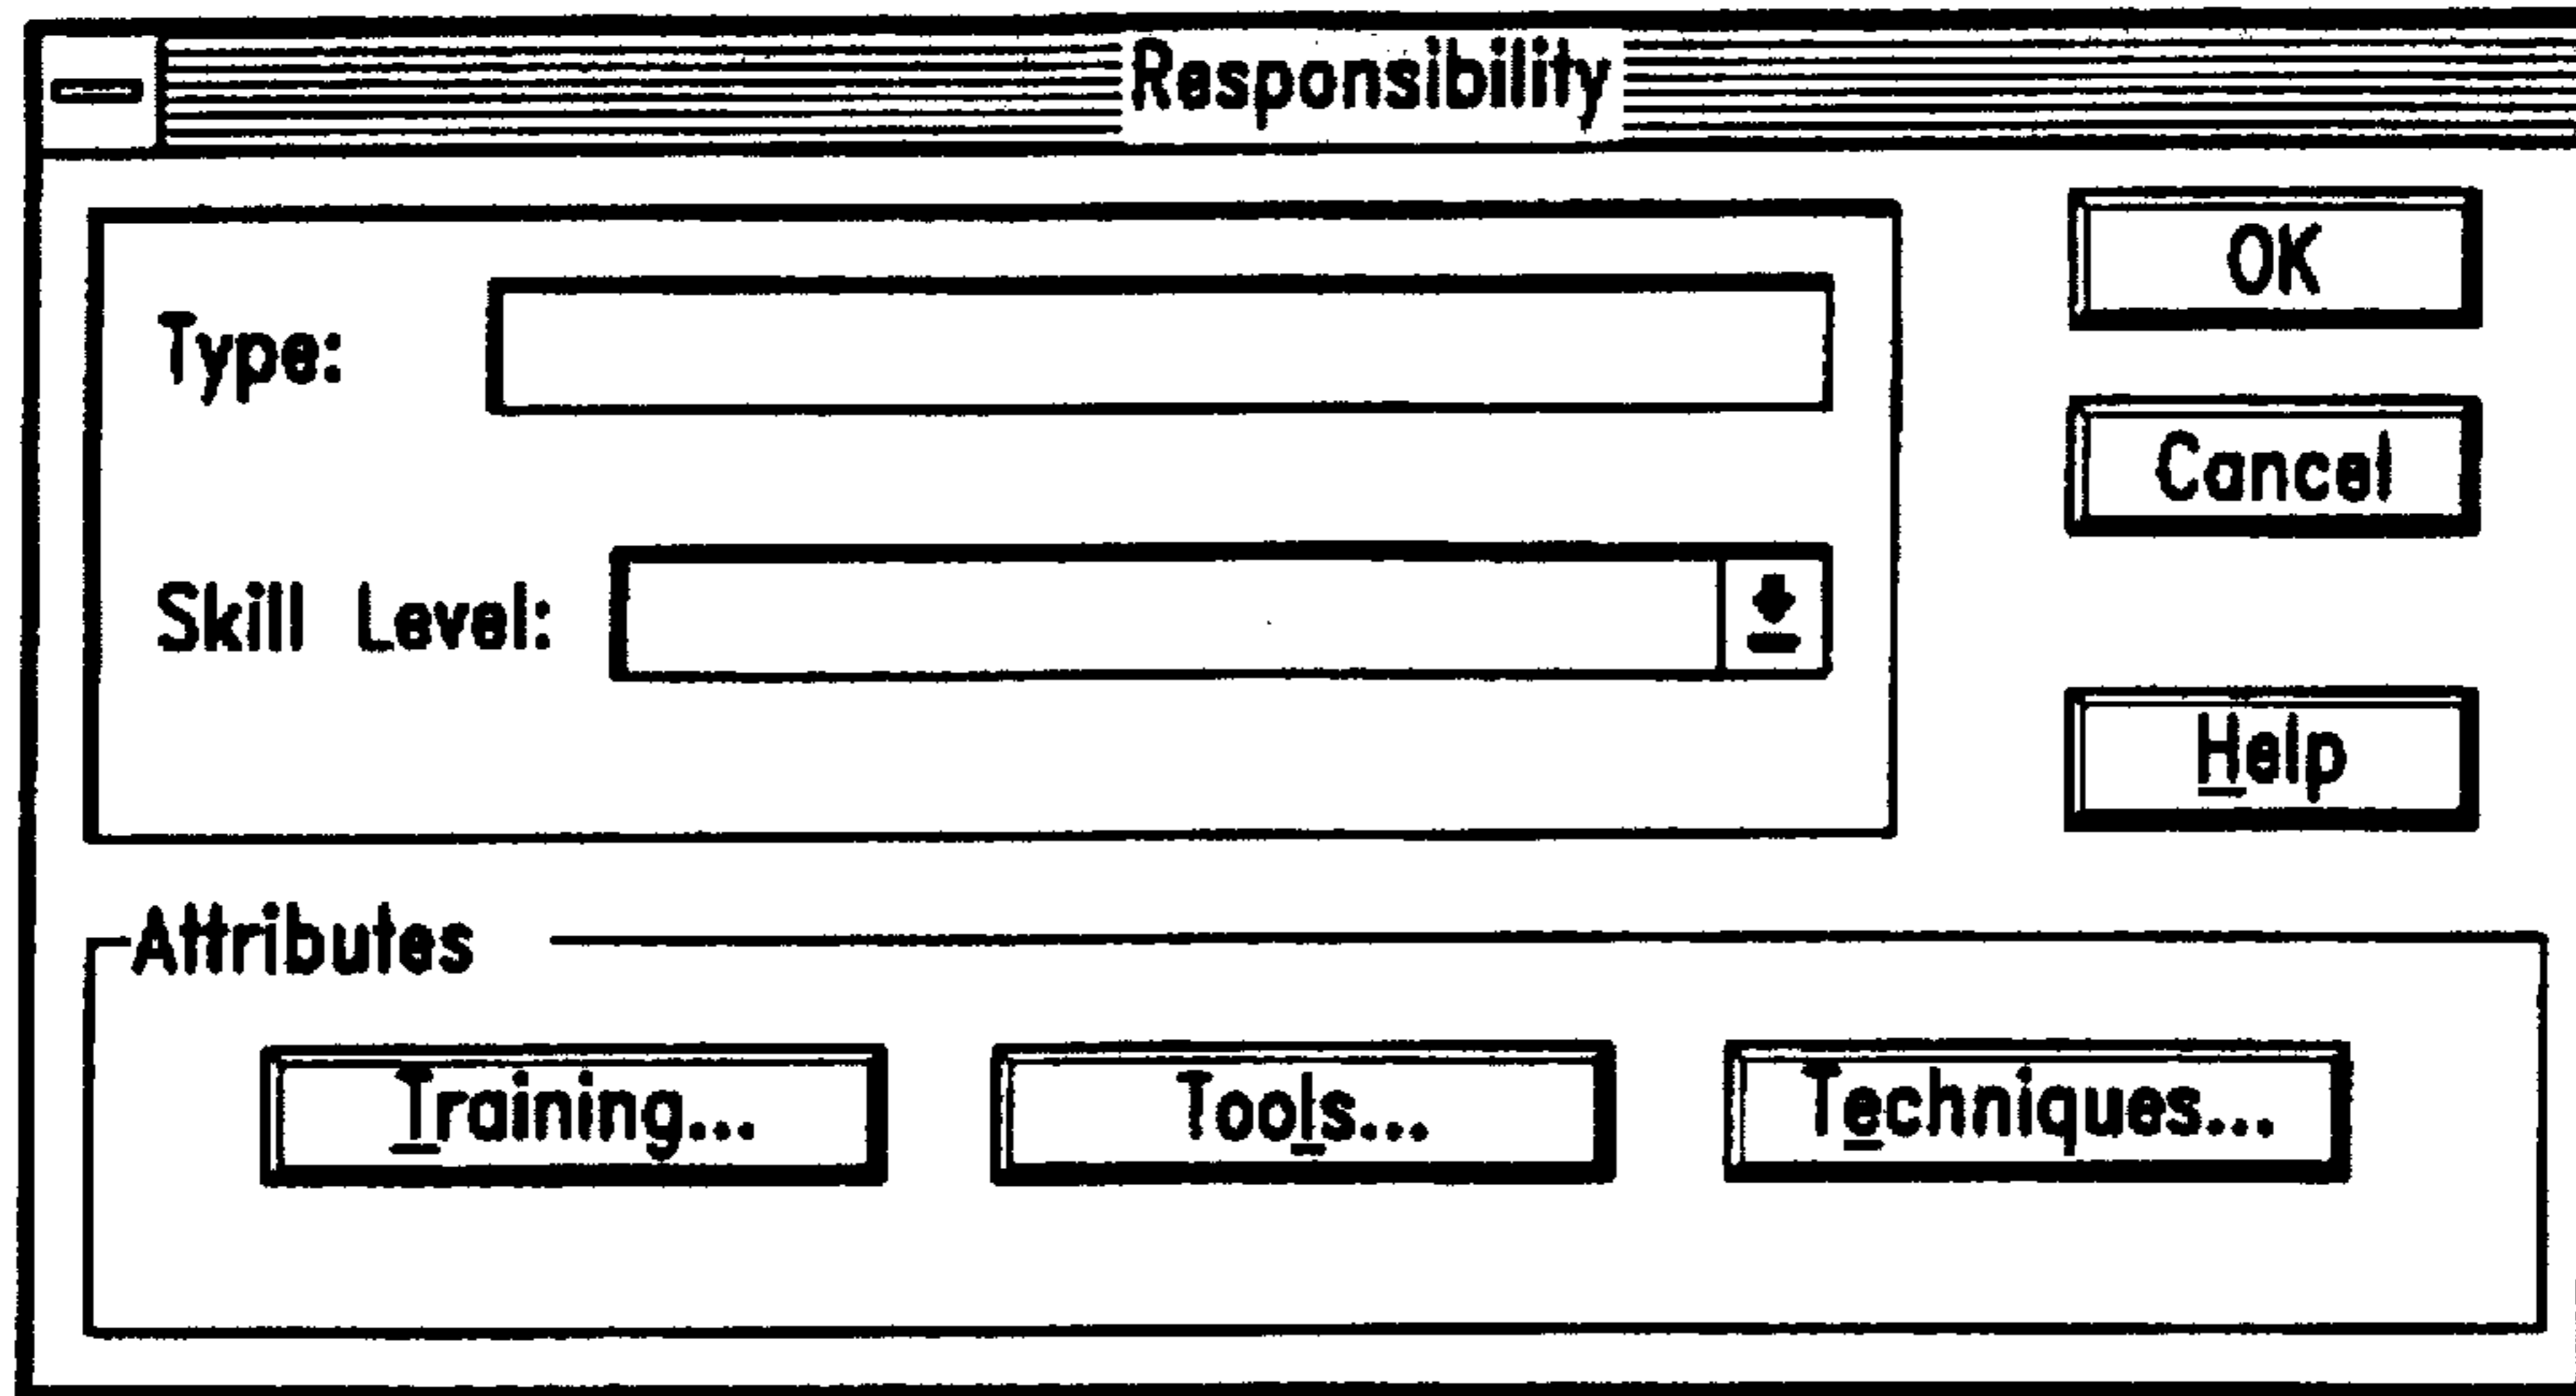 Responsibility
Type:
OK
Cancel
Skill Level:
Help
Attributes
Training...
Tools...
Techniques...